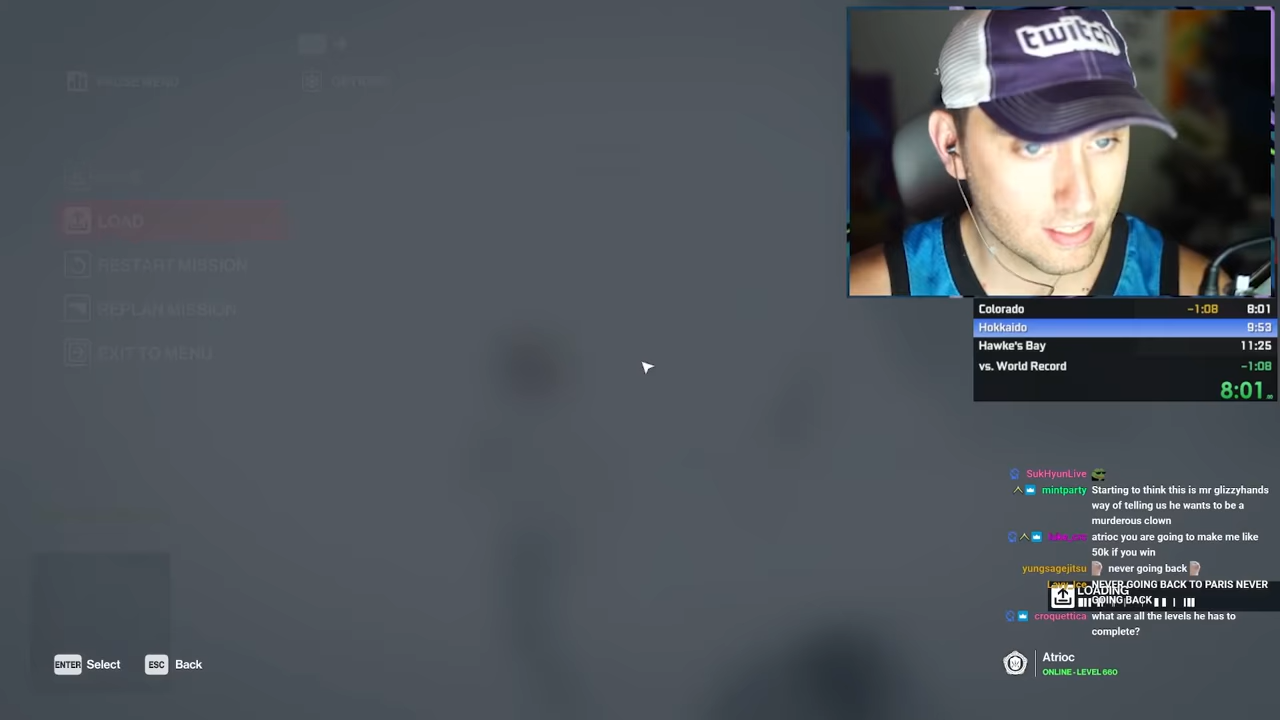 twitch
PAUSE MENU
LOAD
RESTART MISSION
REPLAN MISSION
EXIT TO MENU
Colorado -1:08 8:01
Hokkaido 9:53
Hawke's Bay 11:25
vs. World Record -1:08
8:01
SukHyunLive
mintparty Starting to think this is mr glizzyhands
way of telling us he wants to be a
murderous clown
atrioc you are going to make me like
50k if you win
yungsagejitsu never going back
NEVER GOING BACK TO PARIS NEVER
GOING BACK
LOADING
croquettica what are all the levels he has to
complete?
Atrioc
ONLINE - LEVEL 660
ENTER Select ESC Back